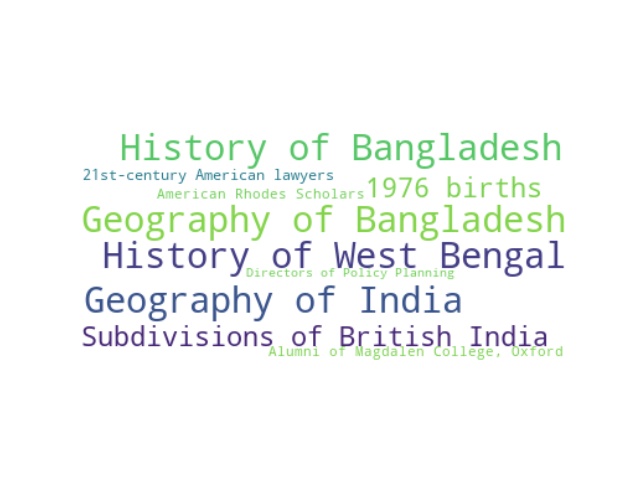 History of Bangladesh
21st-century American lawyers
American Rhodes Scholars
1976 births
Geography of Bangladesh
History of West Bengal
Directors of Policy Planning
Geography of India
Subdivisions of British India
Alumni of Magdalen College, Oxford